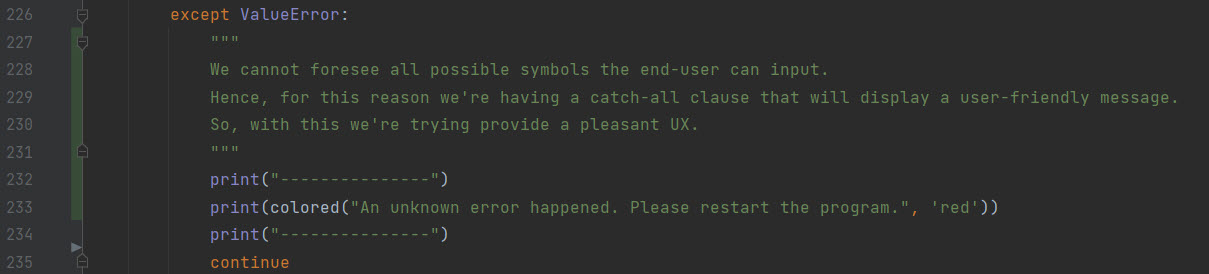 226 except ValueError:
227 """
228 We cannot foresee all possible symbols the end-user can input.
229 Hence, for this reason we're having a catch-all clause that will display a user-friendly message.
230 So, with this we're trying provide a pleasant UX.
231 """
232 print("---------------")
233 print(colored("An unknown error happened. Please restart the program.", 'red'))
234 print("---------------")
235 continue